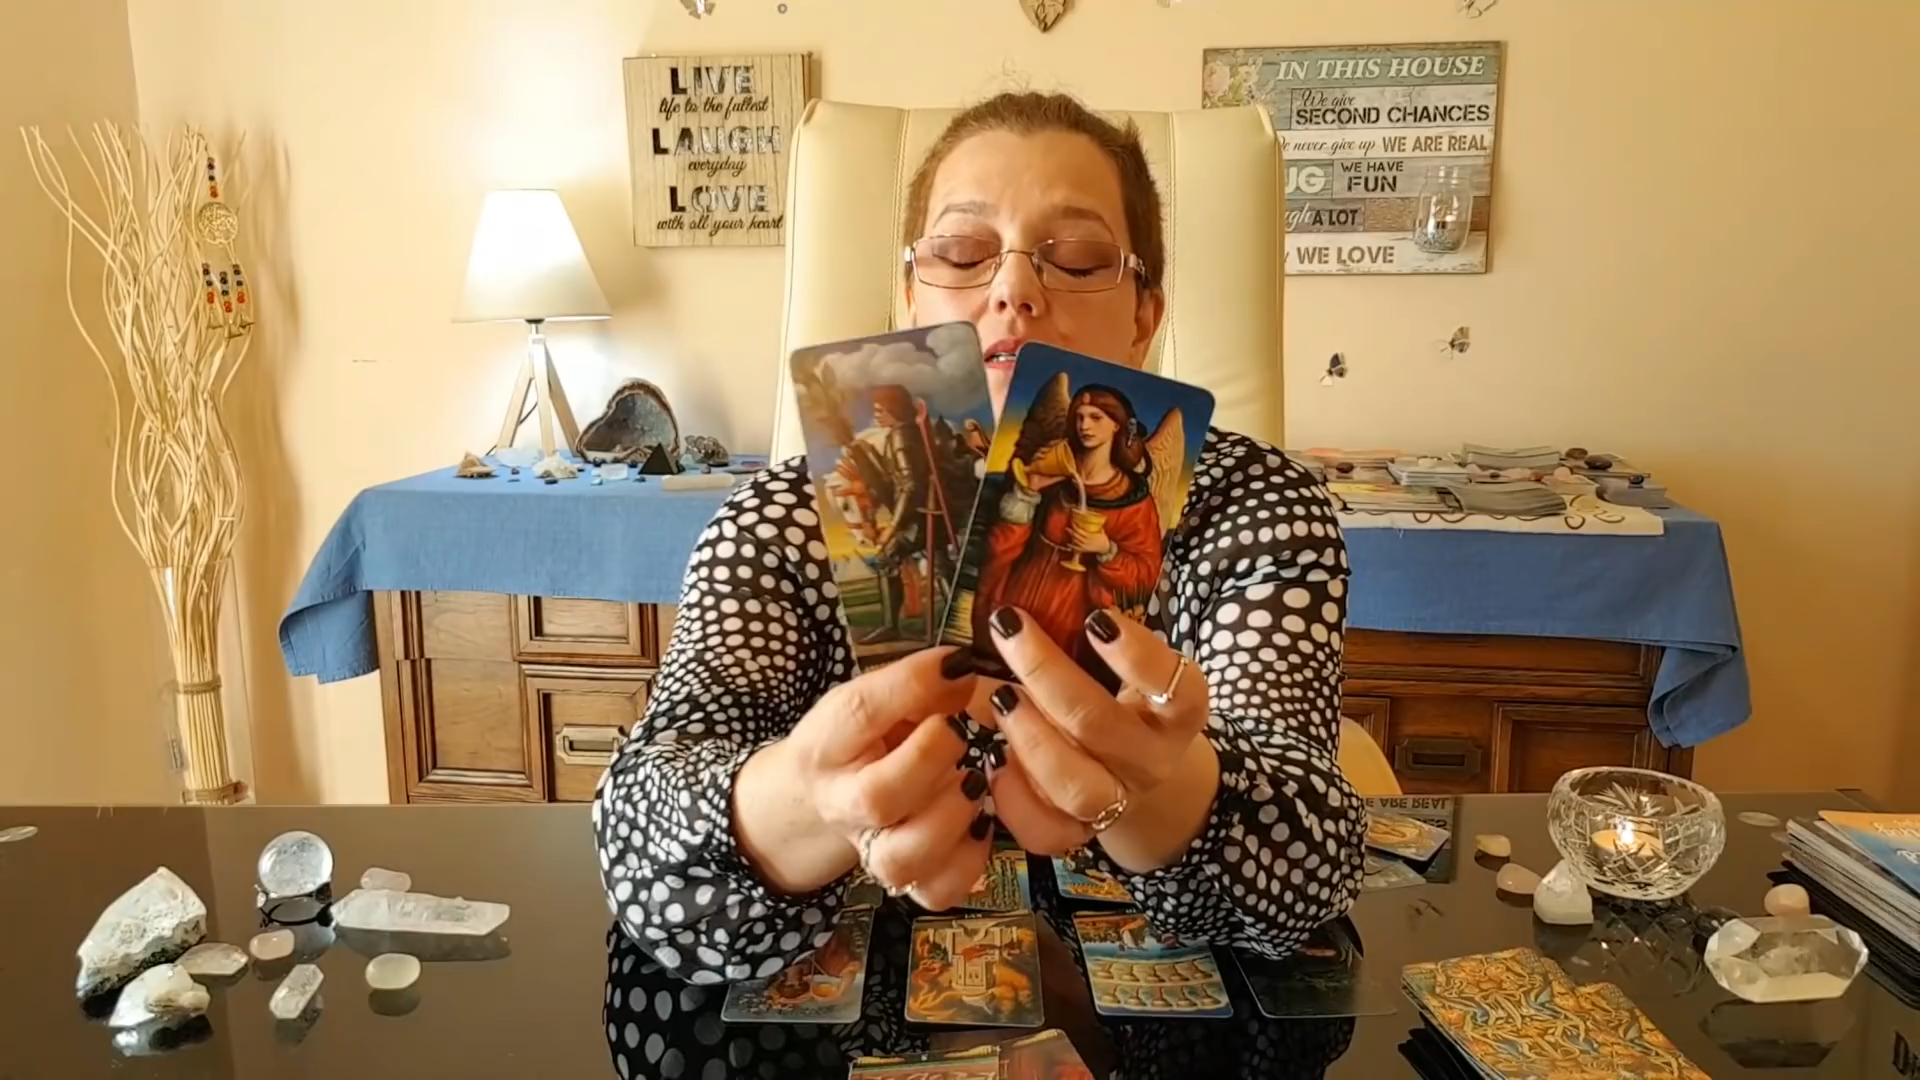 LIVE
life to the fullest
LAUGH
everyday
LOVE
with all your heart
IN THIS HOUSE
We give
SECOND CHANCES
never give up WE ARE REAL
WE HAVE
FUN
A LOT
WE LOVE